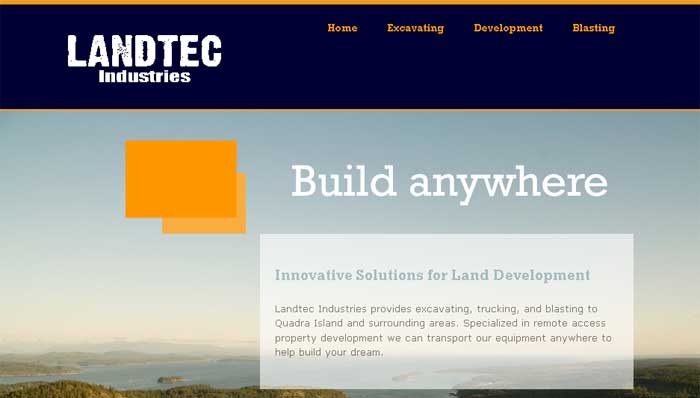 Home Excavating Development Blasting
LANDTEC
Industries
Build anywhere
Innovative Solutions for Land Development
Landtec Industries provides excavating, trucking, and blasting to
Quadra Island and surrounding areas. Specialized in remote access
property development we can transport our equipment anywhere to
help build your dream.